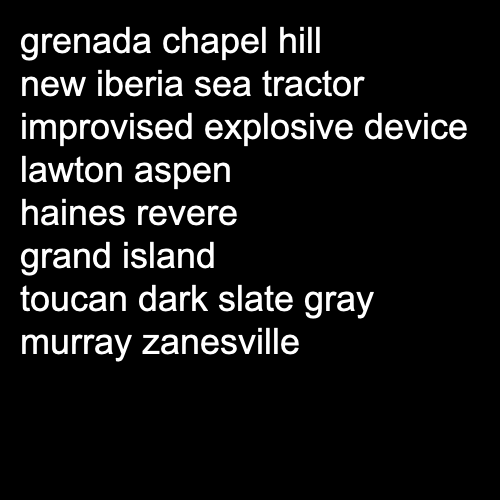 grenada chapel hill
new iberia sea tractor
improvised explosive device
lawton aspen
haines revere
grand island
toucan dark slate gray
murray zanesville